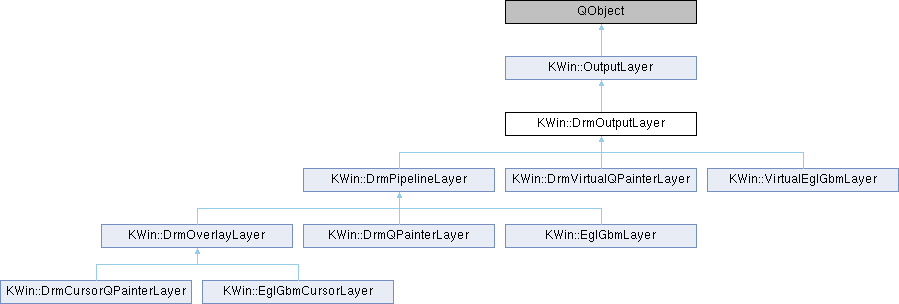 QObject
KWin::OutputLayer
KWin::DrmOutputLayer
KWin::DrmPipelineLayer
KWin::DrmVirtualQPainterLayer
KWin::VirtualEglGbmLayer
KWin::DrmOverlayLayer
KWin::DrmQPainterLayer
KWin::EglGbmLayer
KWin::DrmCursorQPainterLayer
KWin::EglGbmCursorLayer